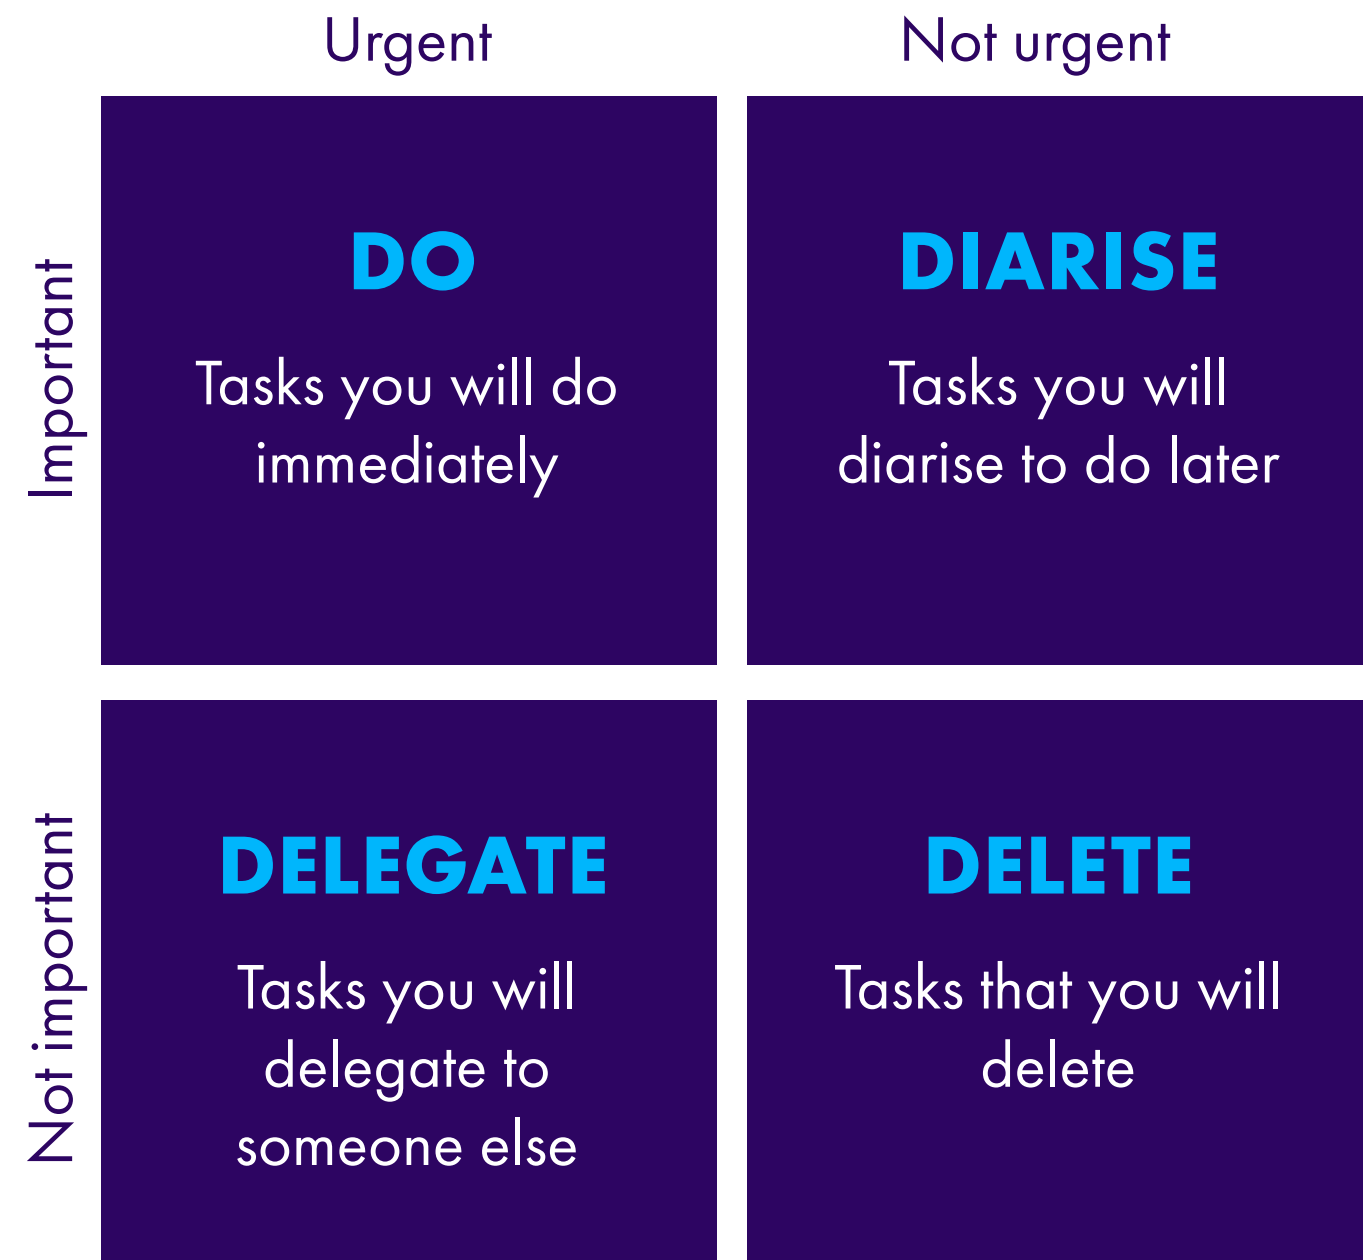 Urgent
Not urgent
Important
DO
Tasks you will do
immediately
DIARISE
Tasks you will
diarise to do later
Not important
DELEGATE
Tasks you will
delegate to
someone else
DELETE
Tasks that you will
delete